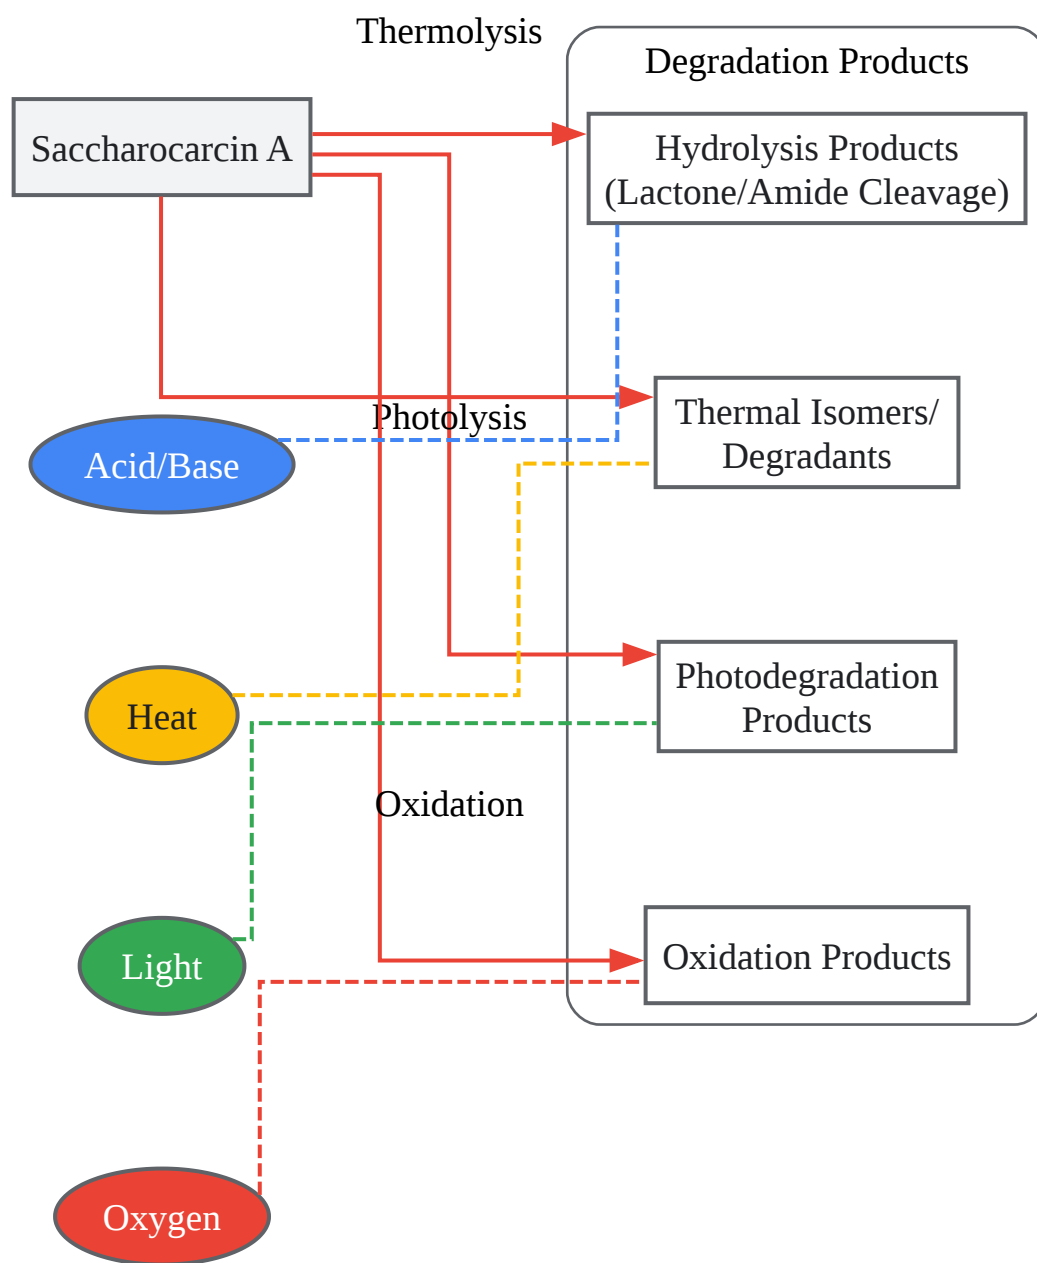 Thermolysis
Degradation Products
Saccharocarcin A
Hydrolysis Products
(Lactone/Amide Cleavage)
Thermal Isomers/
Degradants
Photolysis
Acid/Base
Photodegradation
Products
Heat
Oxidation
Light
Oxidation Products
Oxygen